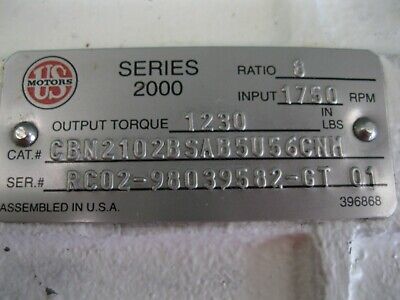 US
MOTORS
SERIES
2000
RATIO 8
INPUT 1750 RPM
OUTPUT TORQUE 1230 IN LBS
CAT.# CBN2102BSAB5U56CNH
SER.# RC02-98039582-GT 01
ASSEMBLED IN U.S.A.
396868